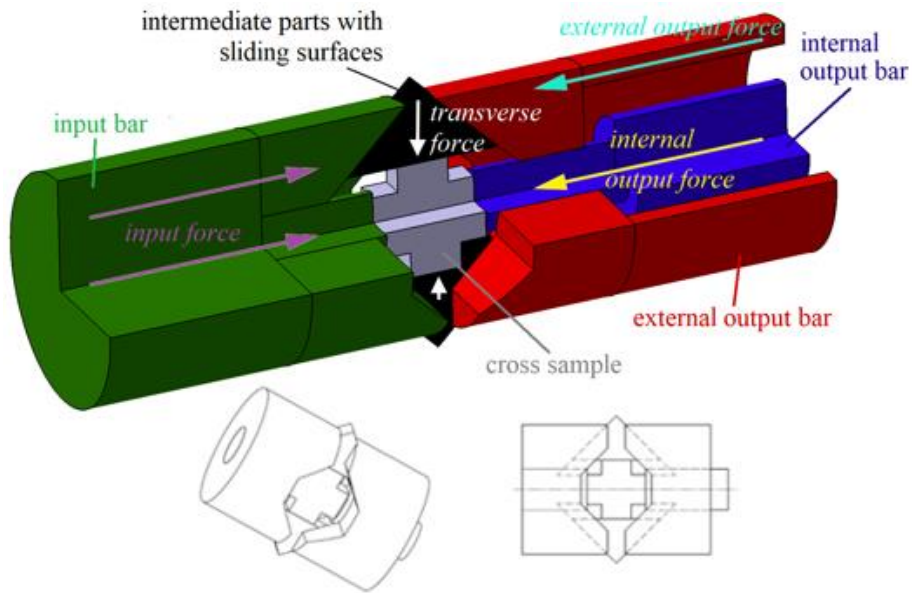 intermediate parts with
sliding surfaces
external output force
internal
output bar
input bar
transverse
force
internal
output force
input force
external output bar
cross sample